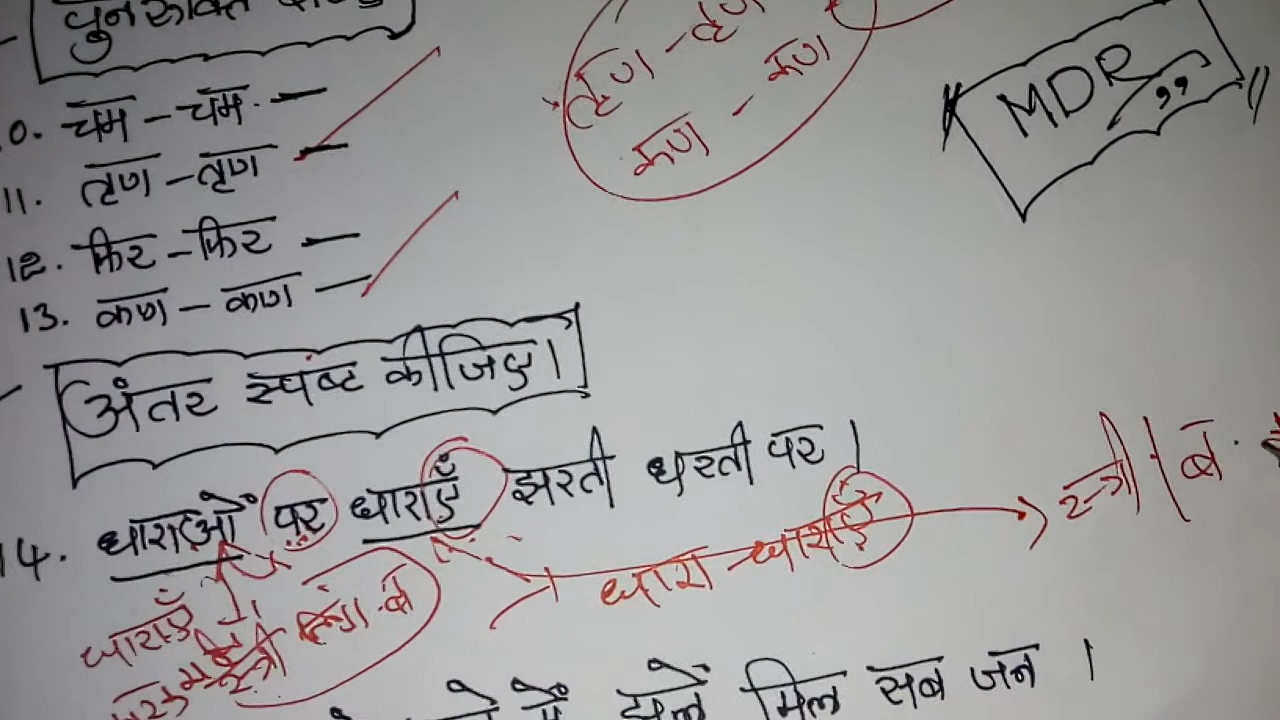 पुनरुक्ति
तृण - तृण
कण - कण
MDR
10. चम - चम. -
11. तृण - तृण -
12. फिर - फिर -
13. कण - कण -
अंतर स्पष्ट कीजिए।
14. धाराओं पर धाराएँ झरती धरती पर।
धारा - धाराएँ → स्त्री | ब.
धाराएँ
स्त्री
में झूलें मिल सब जन ।